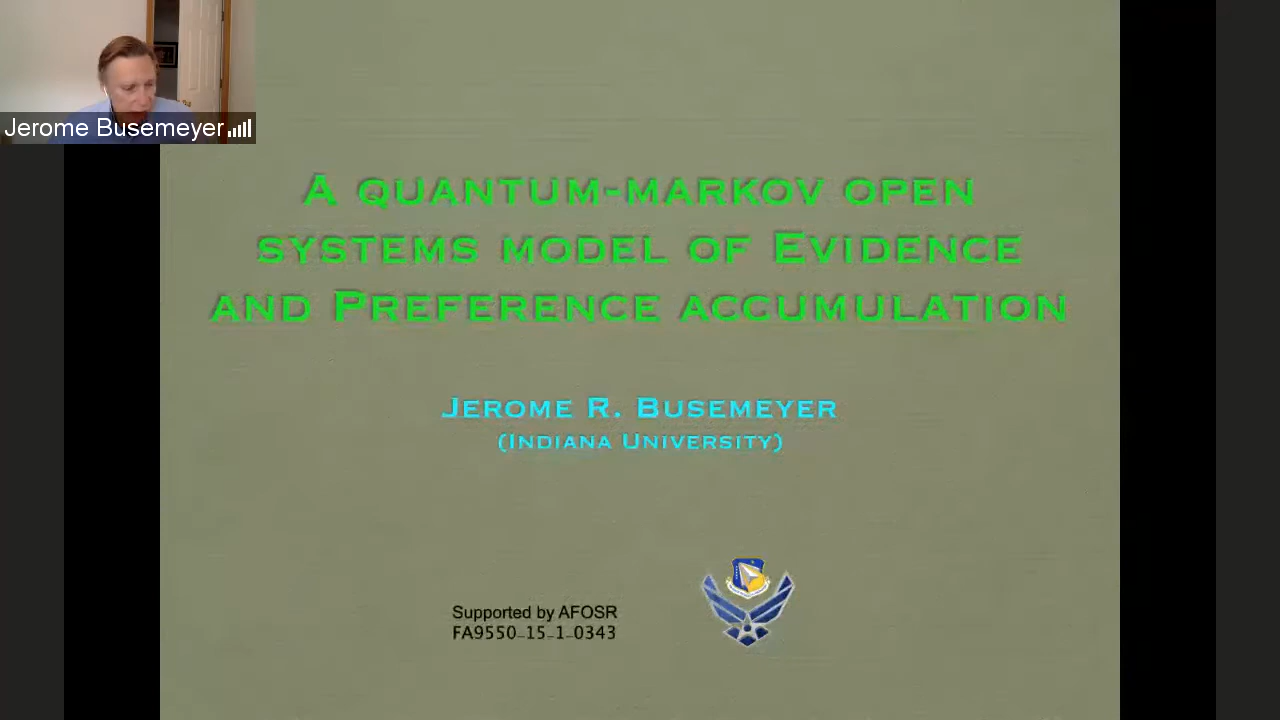 Jerome Busemeyer
A QUANTUM-MARKOV OPEN
SYSTEMS MODEL OF EVIDENCE
AND PREFERENCE ACCUMULATION
JEROME R. BUSEMEYER
(INDIANA UNIVERSITY)
Supported by AFOSR
FA9550-15-1-0343